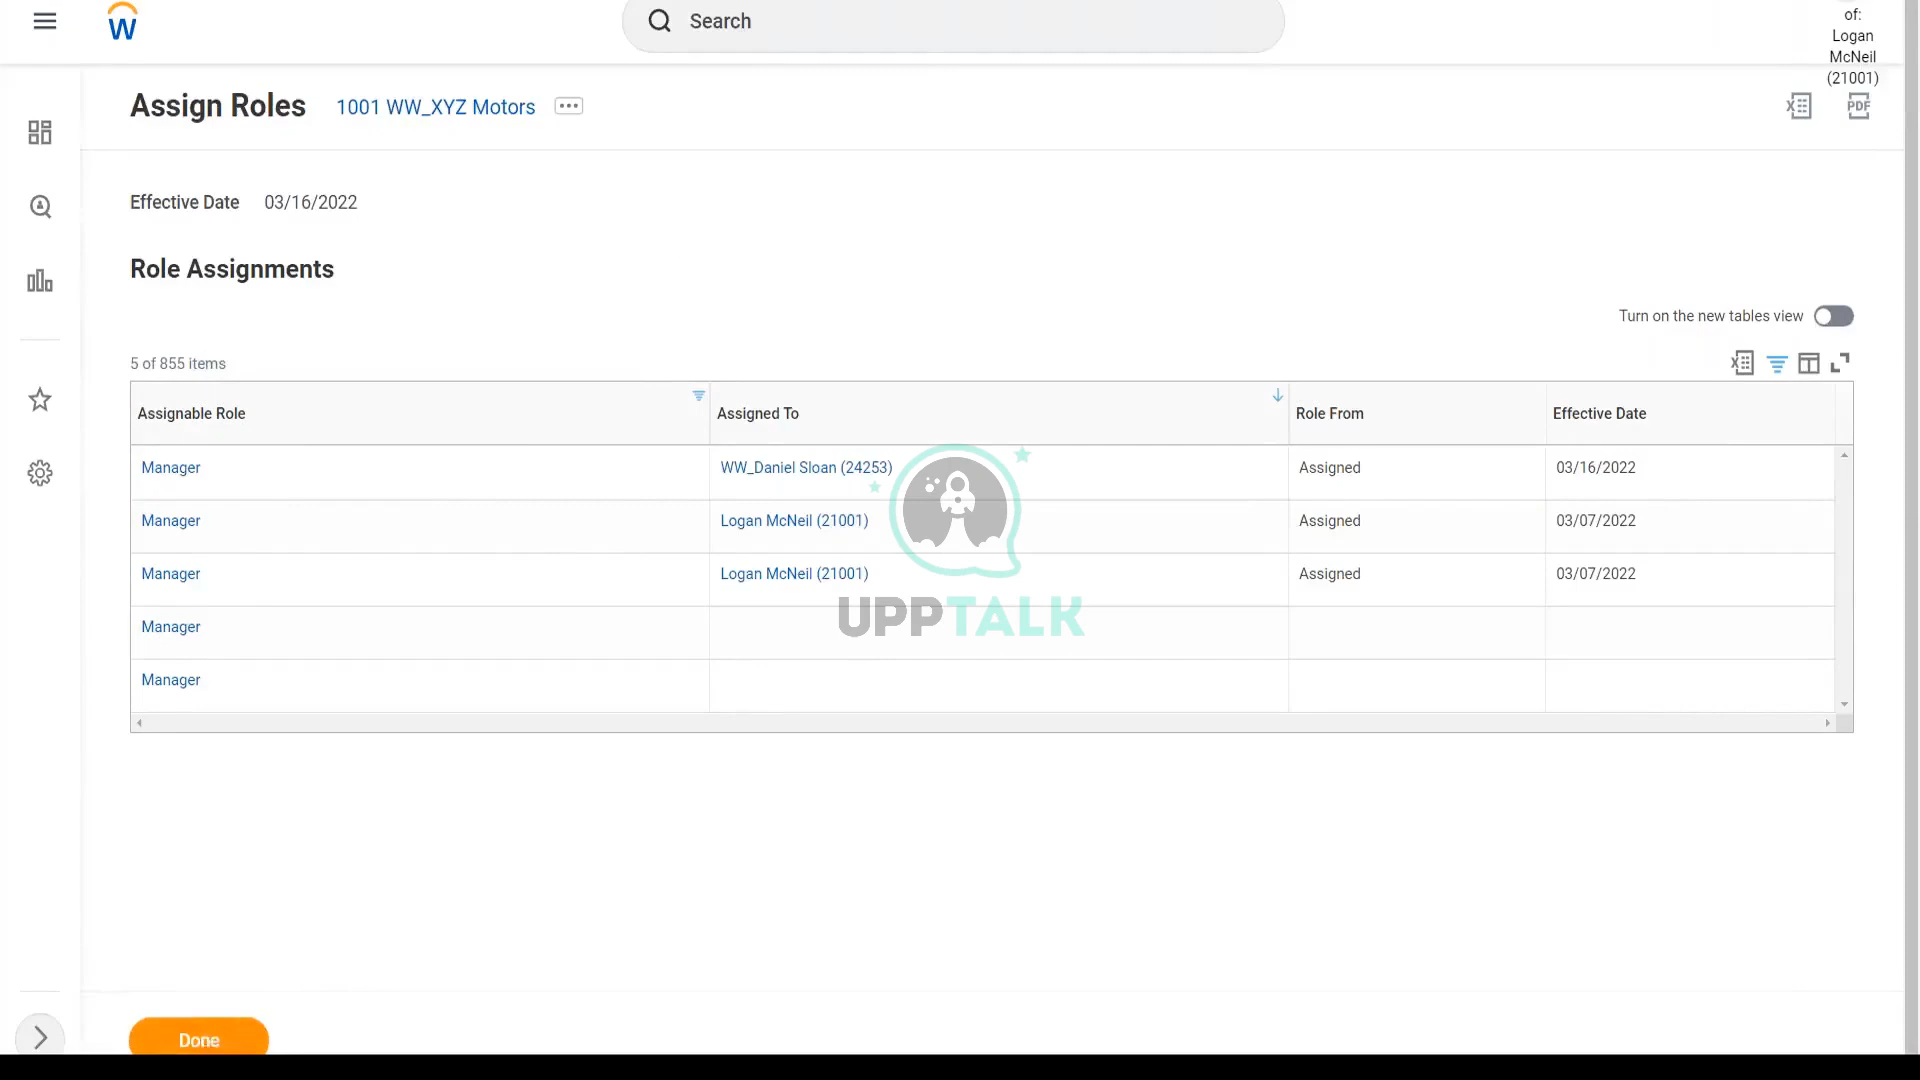 W
Search
of:
Logan
McNeil
(21001)
Assign Roles 1001 WW_XYZ Motors
X PDF
Effective Date 03/16/2022
Role Assignments
Turn on the new tables view
5 of 855 items
X
Assignable Role Assigned To Role From Effective Date
Manager WW_Daniel Sloan (24253) Assigned 03/16/2022
Manager Logan McNeil (21001) Assigned 03/07/2022
Manager Logan McNeil (21001) Assigned 03/07/2022
Manager
Manager
UPPTALK
Done